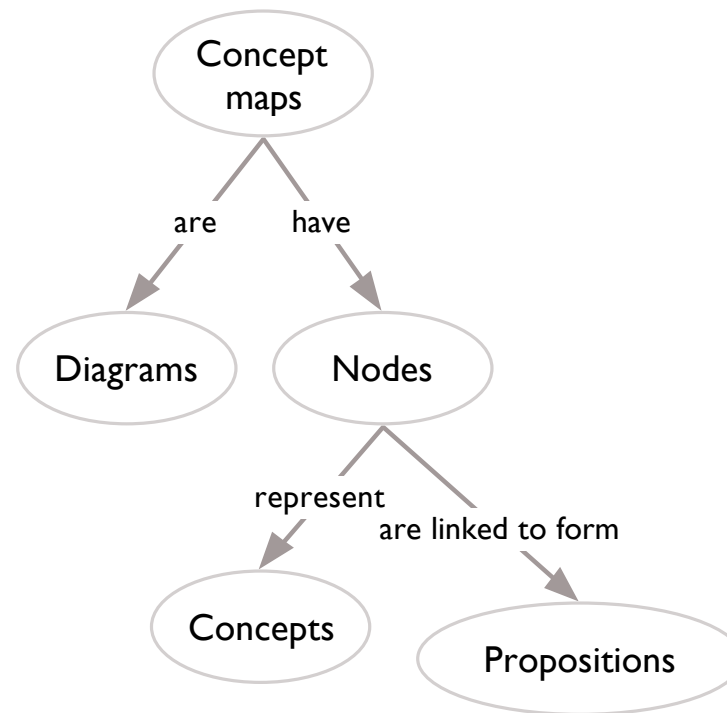 Concept
maps
are
have
Diagrams
Nodes
represent
are linked to form
Concepts
Propositions